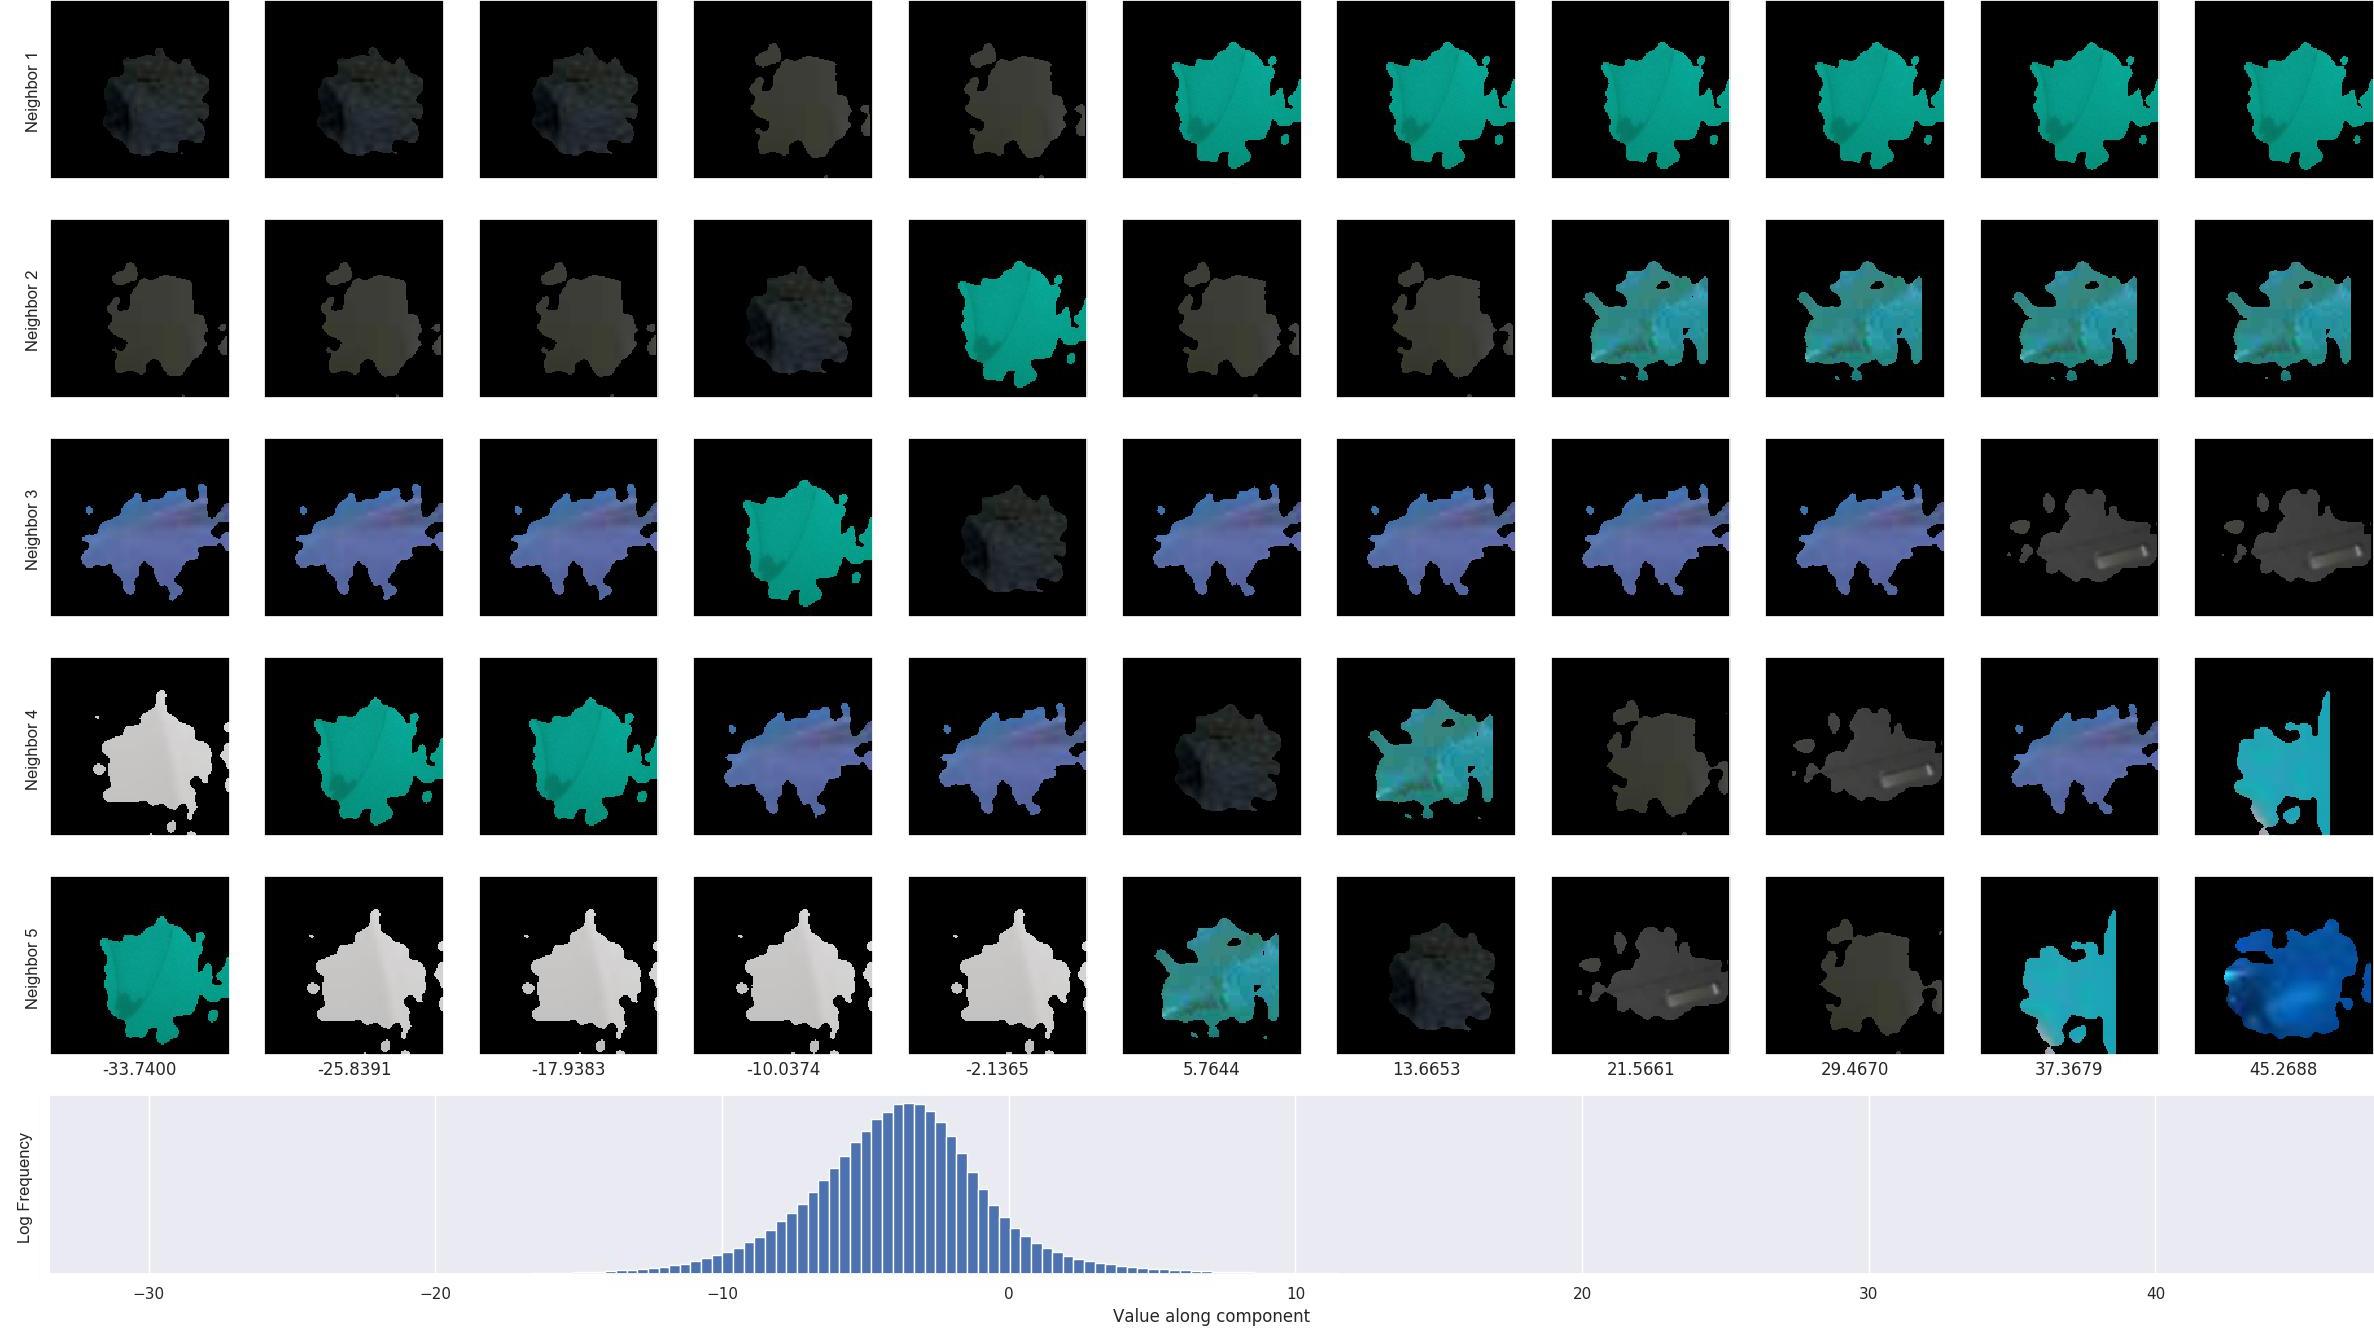 Neighbor 1
Neighbor 2
Neighbor 3
Neighbor 4
Neighbor 5
-33.7400 -25.8391 -17.9383 -10.0374 -2.1365 5.7644 13.6653 21.5661 29.4670 37.3679 45.2688
Log Frequency
−30 −20 −10 0 10 20 30 40
Value along component